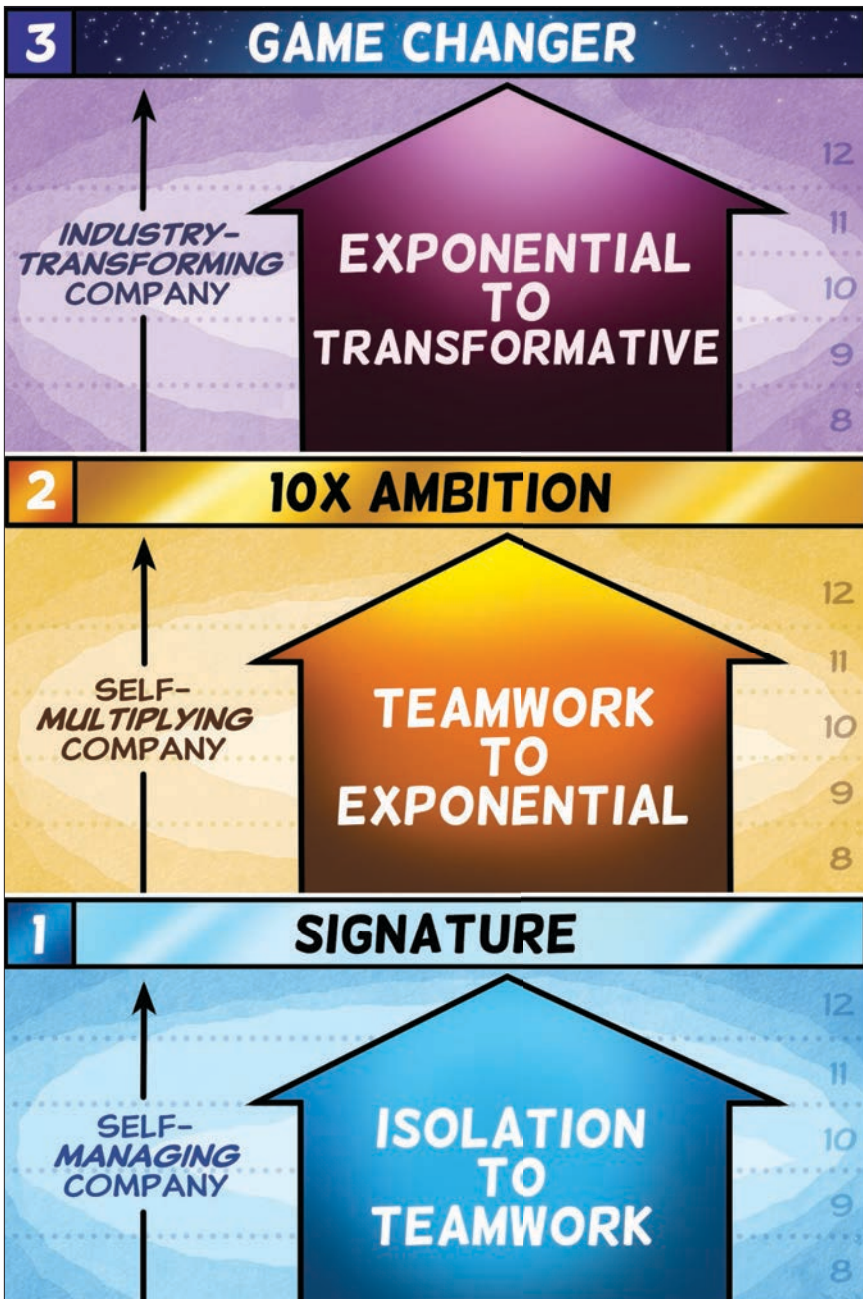 3 GAME CHANGER
INDUSTRY-
TRANSFORMING
COMPANY
EXPONENTIAL
TO
TRANSFORMATIVE
12
11
10
9
8
2 10X AMBITION
SELF-
MULTIPLYING
COMPANY
TEAMWORK
TO
EXPONENTIAL
12
11
10
9
8
1 SIGNATURE
SELF-
MANAGING
COMPANY
ISOLATION
TO
TEAMWORK
12
11
10
9
8